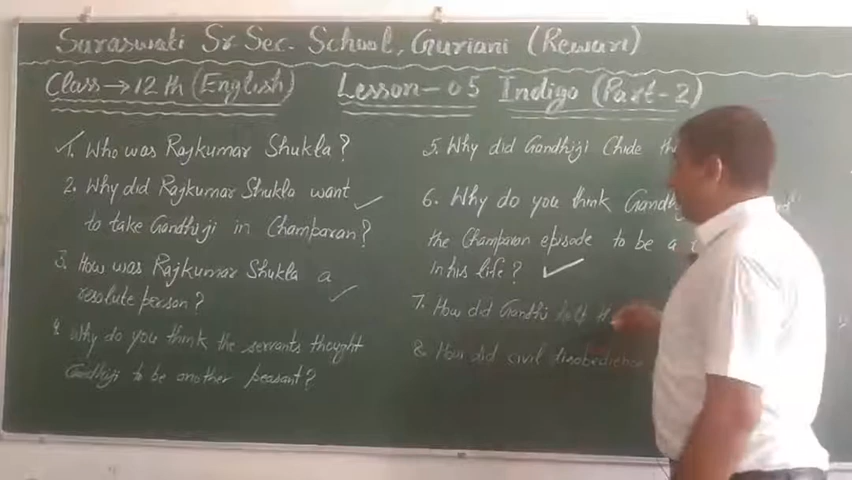 Saraswati Sr Sec. School, Guriani (Rewari)
Class → 12th (English) Lesson - 05 Indigo (Part-2)
1. Who was Rajkumar Shukla?
2. Why did Rajkumar Shukla want
to take Gandhiji in Champaran?
3. How was Rajkumar Shukla a
resolute person?
4. Why do you think the servants thought
Gandhiji to be another peasant?
5. Why did Gandhiji Chide
6. Why do you think
the Champaran episode to be a
in his life?
7. How did Gandhi
8. How did civil disobedience